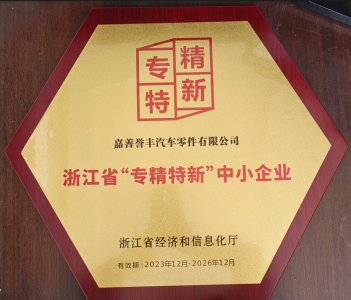 专精
特新
嘉善誉丰汽车零件有限公司
浙江省“专精特新”中小企业
浙江省经济和信息化厅
有效期:2023年12月-2026年12月